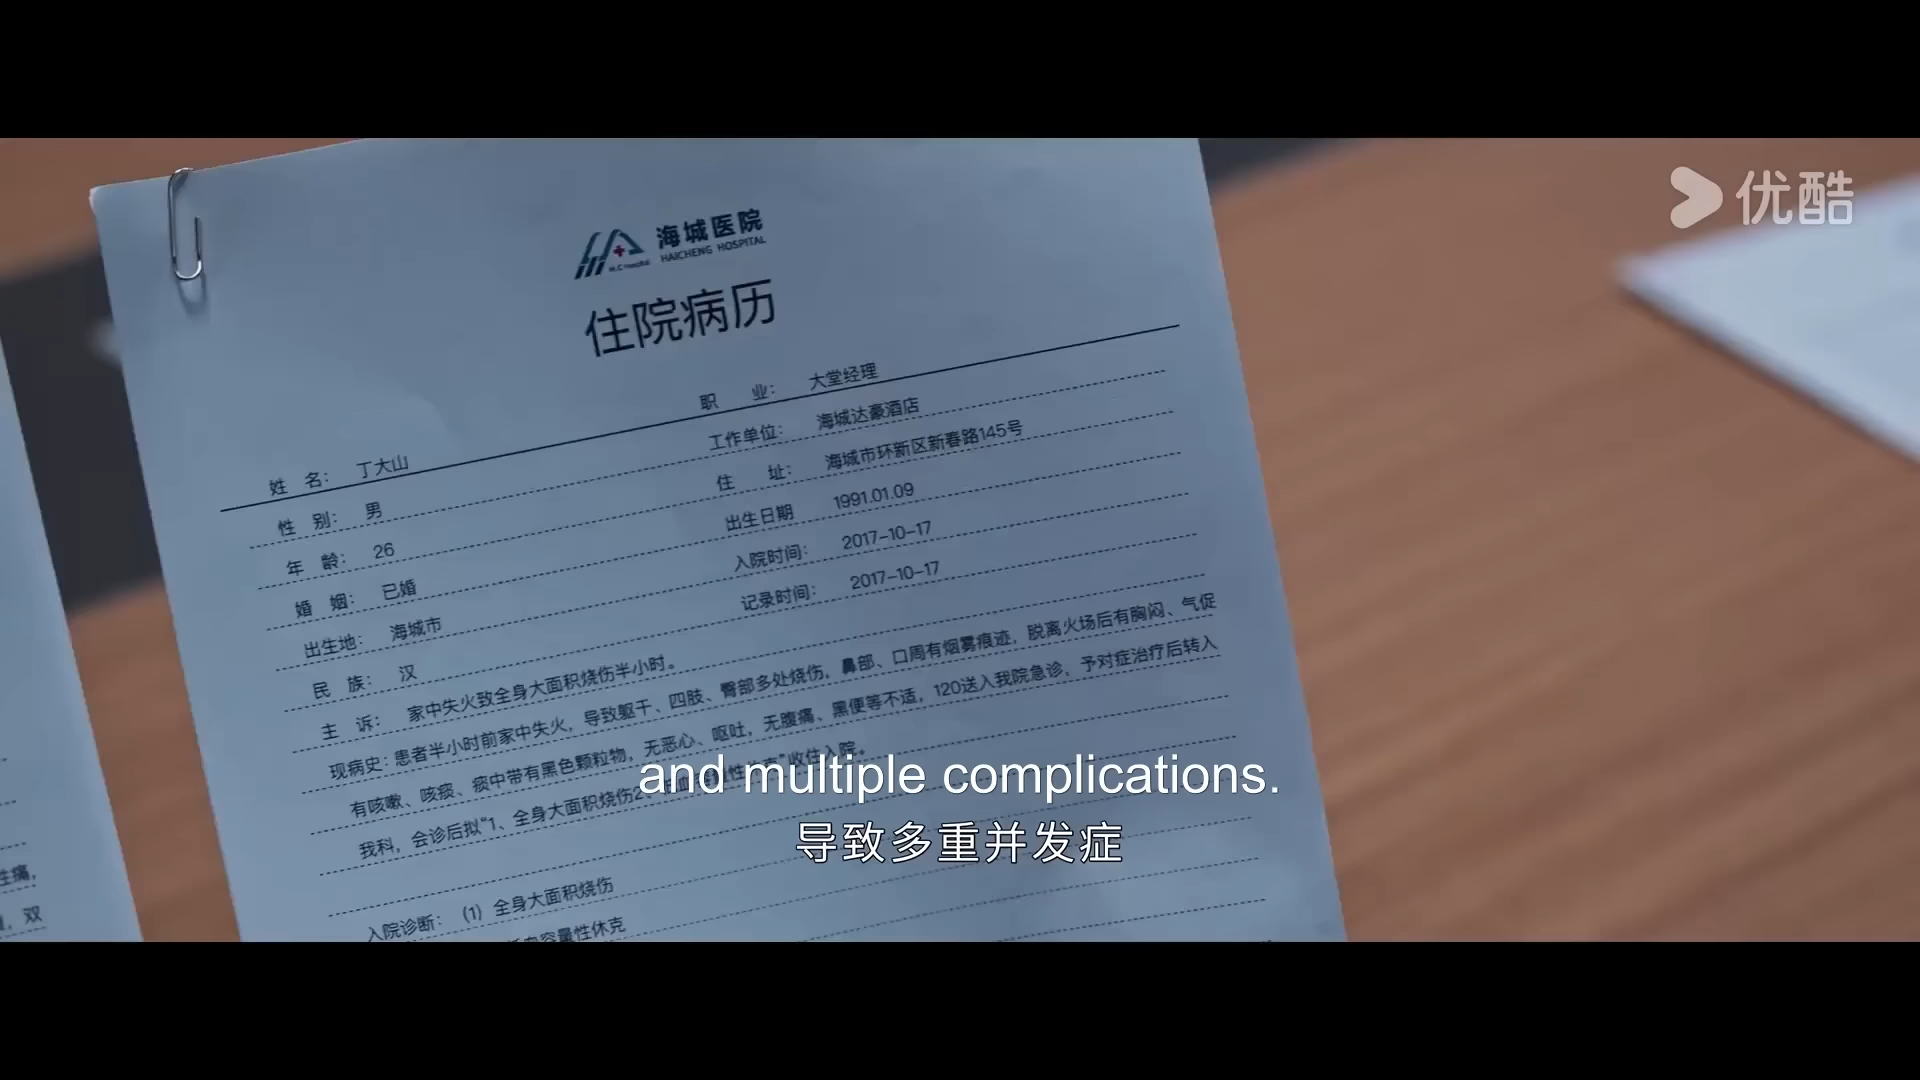 优酷
海城医院
HAICHENG HOSPITAL
住院病历
姓 名： 丁大山
职 业： 大堂经理
性 别： 男
工作单位： 海城达豪酒店
年 龄： 26
住 址： 海城市环新区新春路145号
婚 姻： 已婚
出生日期 1991.01.09
出生地： 海城市
入院时间： 2017-10-17
民 族： 汉
记录时间： 2017-10-17
主 诉： 家中失火致全身大面积烧伤半小时。
现病史：患者半小时前家中失火，导致躯干、四肢、臀部多处烧伤，鼻部、口周有烟雾痕迹，脱离火场后有胸闷、气促
有咳嗽、咳痰、痰中带有黑色颗粒物，无恶心、呕吐，无腹痛、黑便等不适，120送入我院急诊，予对症治疗后转入
我科，会诊后拟“1、全身大面积烧伤2、 ”收住入院。
入院诊断：（1）全身大面积烧伤
血容量性休克
性痛，
，双
and multiple complications.
导致多重并发症